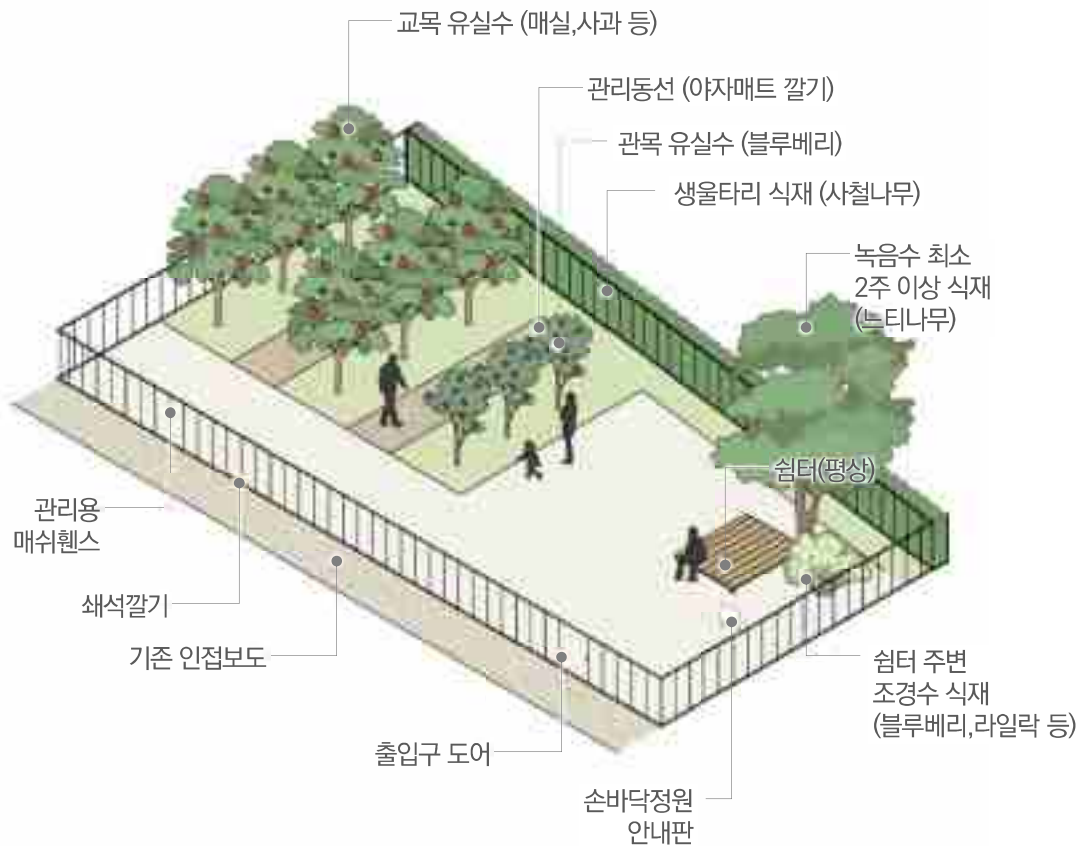 교목 유실수 (매실,사과 등)
관리동선 (야자매트 깔기)
관목 유실수 (블루베리)
생울타리 식재 (사철나무)
녹음수 최소
2주 이상 식재
(느티나무)
쉼터(평상)
관리용
매쉬휀스
쇄석깔기
기존 인접보도
출입구 도어
쉼터 주변
조경수 식재
(블루베리,라일락 등)
손바닥정원
안내판